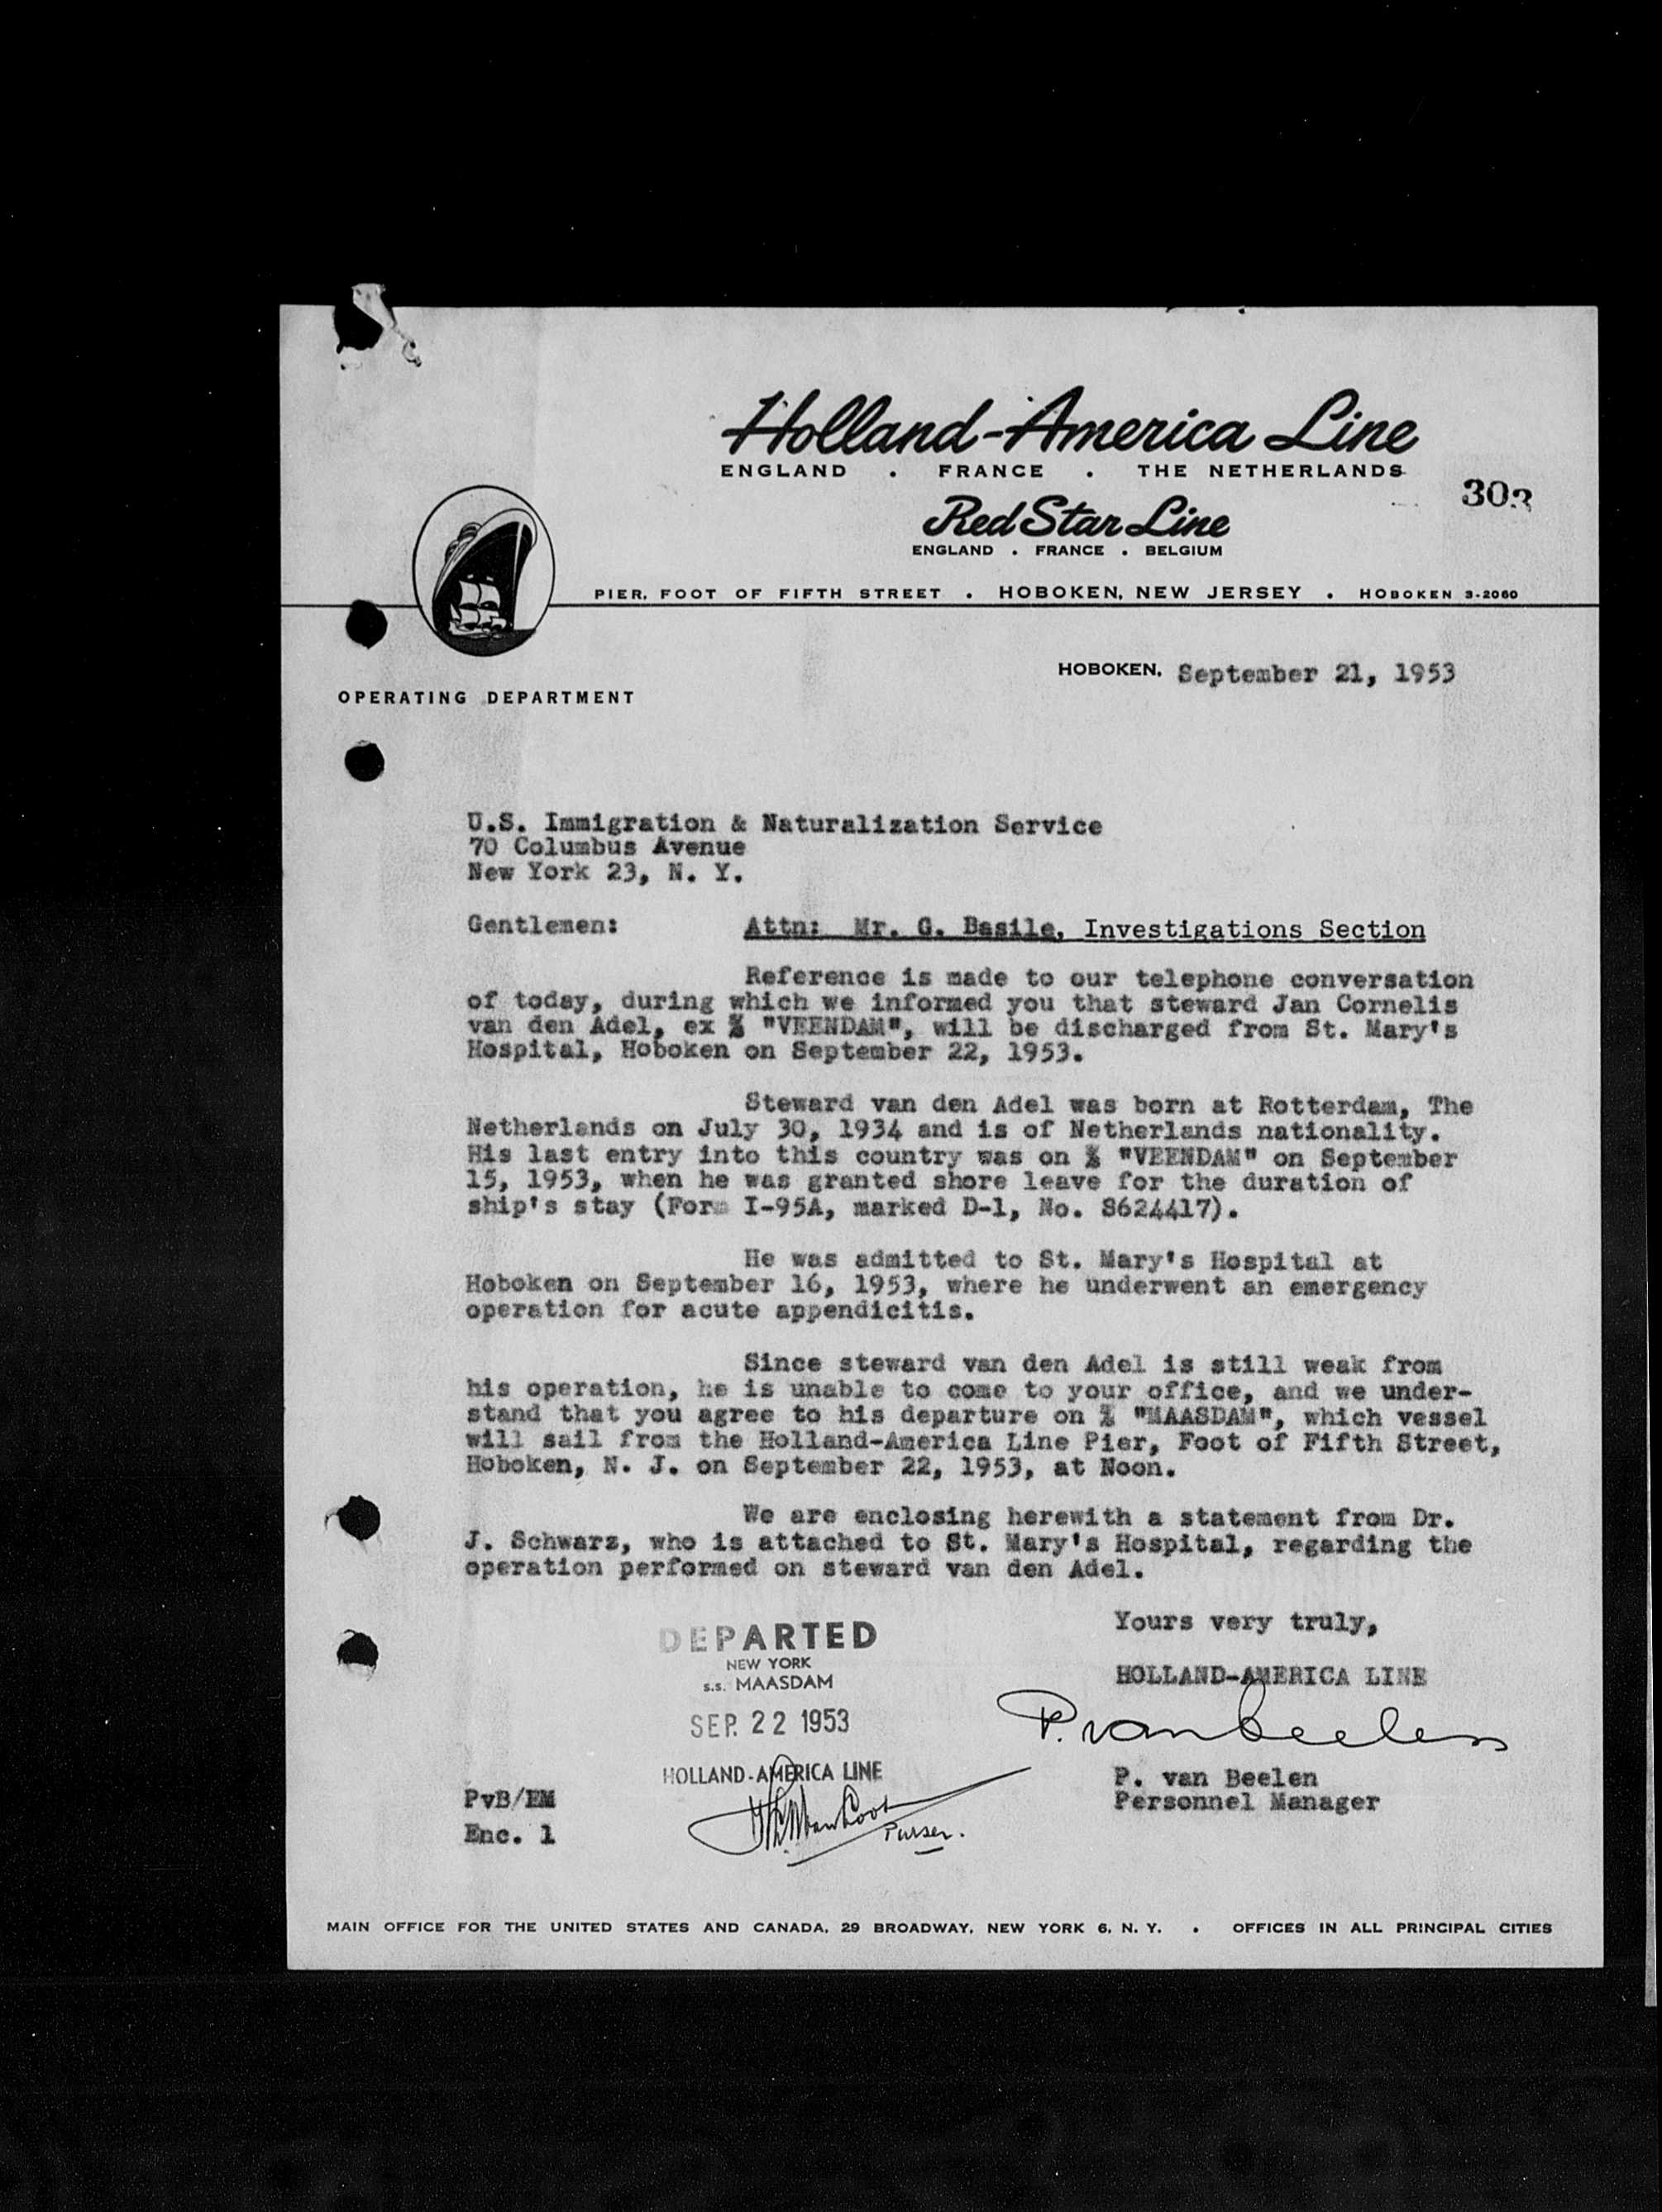 Holland-America Line
ENGLAND . FRANCE . THE NETHERLANDS
303
Red Star Line
ENGLAND . FRANCE . BELGIUM
PIER, FOOT OF FIFTH STREET . HOBOKEN, NEW JERSEY . HOBOKEN 3-2060
HOBOKEN, September 21, 1953
OPERATING DEPARTMENT
U.S. Immigration & Naturalization Service
70 Columbus Avenue
New York 23, N. Y.
Gentlemen: Attn: Mr. G. Basile, Investigations Section
Reference is made to our telephone conversation
of today, during which we informed you that steward Jan Cornelis
van den Adel, ex "VEENDAM", will be discharged from St. Mary's
Hospital, Hoboken on September 22, 1953.
Steward van den Adel was born at Rotterdam, The
Netherlands on July 30, 1934 and is of Netherlands nationality.
His last entry into this country was on "VEENDAM" on September
15, 1953, when he was granted shore leave for the duration of
ship's stay (Form I-95A, marked D-1, No. 8624417).
He was admitted to St. Mary's Hospital at
Hoboken on September 16, 1953, where he underwent an emergency
operation for acute appendicitis.
Since steward van den Adel is still weak from
his operation, he is unable to come to your office, and we under-
stand that you agree to his departure on "MAASDAM", which vessel
will sail from the Holland-America Line Pier, Foot of Fifth Street,
Hoboken, N. J. on September 22, 1953, at Noon.
We are enclosing herewith a statement from Dr.
J. Schwarz, who is attached to St. Mary's Hospital, regarding the
operation performed on steward van den Adel.
Yours very truly,
HOLLAND-AMERICA LINE
P. van Beelen
P. van Beelen
Personnel Manager
DEPARTED
NEW YORK
s.s. MAASDAM
SEP. 22 1953
HOLLAND-AMERICA LINE
Purser.
PvB/EM
Enc. 1
MAIN OFFICE FOR THE UNITED STATES AND CANADA, 29 BROADWAY, NEW YORK 6, N. Y. . OFFICES IN ALL PRINCIPAL CITIES